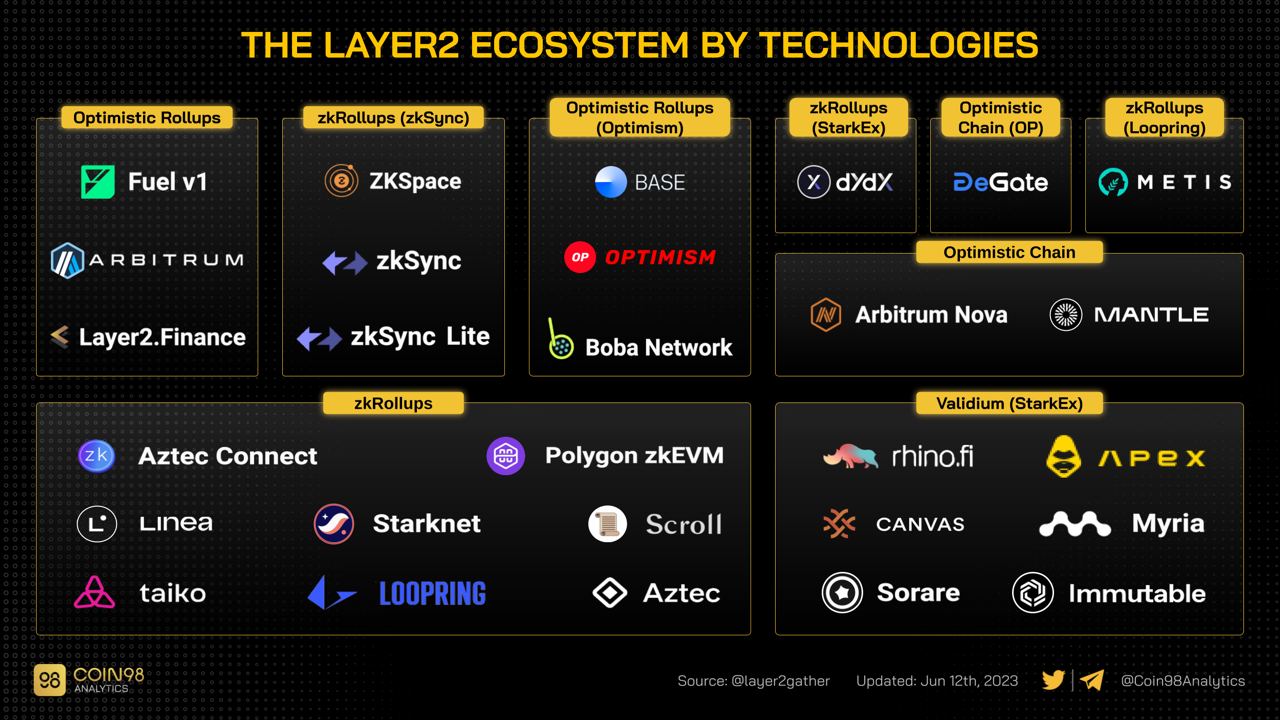 THE LAYER2 ECOSYSTEM BY TECHNOLOGIES
Optimistic Rollups
Fuel v1
ARBITRUM
Layer2.Finance
zkRollups (zkSync)
ZKSpace
zkSync
zkSync Lite
Optimistic Rollups
(Optimism)
BASE
OP OPTIMISM
Boba Network
zkRollups
(StarkEx)
X dYdX
Optimistic
Chain (OP)
DeGate
zkRollups
(Loopring)
METIS
Optimistic Chain
Arbitrum Nova
MANTLE
zkRollups
zk Aztec Connect
Polygon zkEVM
L Linea
Starknet
Scroll
taiko
LOOPRING
Aztec
Validium (StarkEx)
rhino.fi
APEX
CANVAS
Myria
Sorare
Immutable
98 COIN98
ANALYTICS
Source: @layer2gather
Updated: Jun 12th, 2023
@Coin98Analytics